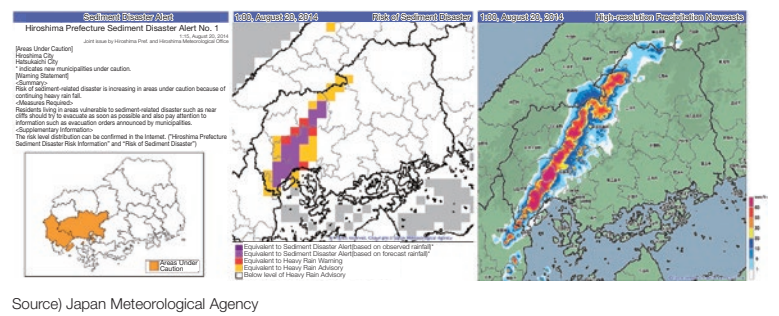 Sediment Disaster Alert
Hiroshima Prefecture Sediment Disaster Alert No. 1
1:15, August 20, 2014
Joint issue by Hiroshima Pref. and Hiroshima Meteorological Office
[Areas Under Caution]
Hiroshima City
Hatsukaichi City
* indicates new municipalities under caution.
[Warning Statement]
<Summary>
Risk of sediment-related disaster is increasing in areas under caution because of
continuing heavy rain fall.
<Measures Required>
Residents living in areas vulnerable to sediment-related disaster such as near
cliffs should try to evacuate as soon as possible and also pay attention to
information such as evacuation orders announced by municipalities.
<Supplementary Information>
The risk level distribution can be confirmed in the Internet. ("Hiroshima Prefecture
Sediment Disaster Risk Information" and "Risk of Sediment Disaster")
Areas Under
Caution
1:00, August 20, 2014 Risk of Sediment Disaster
Equivalent to Sediment Disaster Alert(based on observed rainfall)*
Equivalent to Sediment Disaster Alert(based on forecast rainfall)*
Equivalent to Heavy Rain Warning
Equivalent to Heavy Rain Advisory
Below level of Heavy Rain Advisory
1:00, August 20, 2014 High-resolution Precipitation Nowcasts
Source) Japan Meteorological Agency